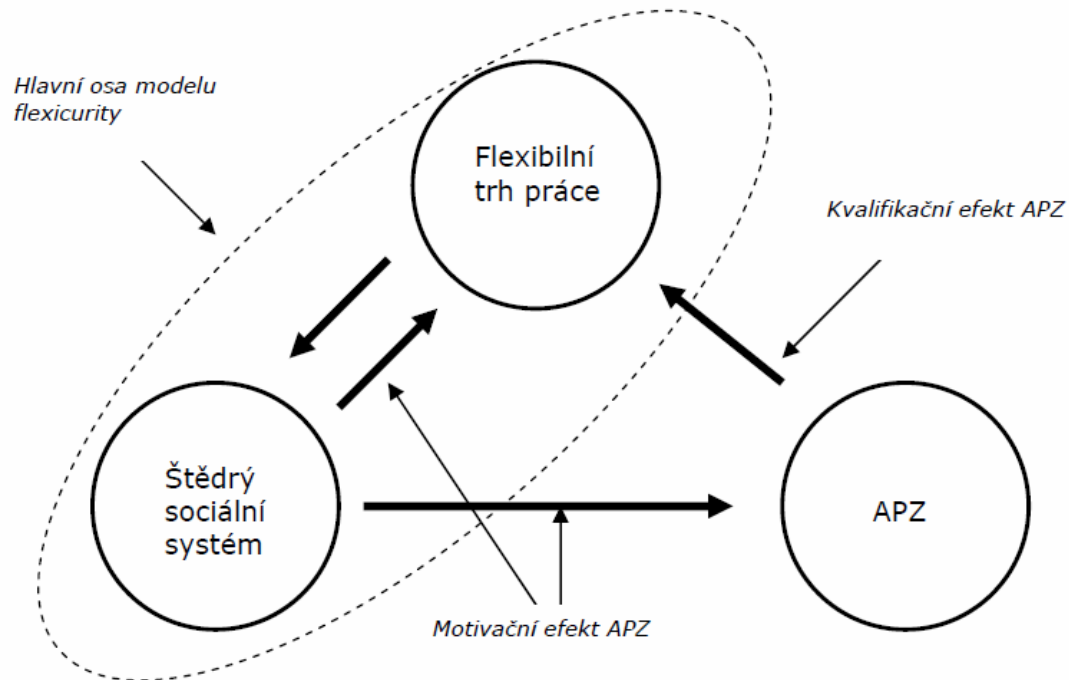 Hlavní osa modelu
flexicurity
Flexibilní
trh práce
Kvalifikační efekt APZ
Štědrý
sociální
systém
APZ
Motivační efekt APZ